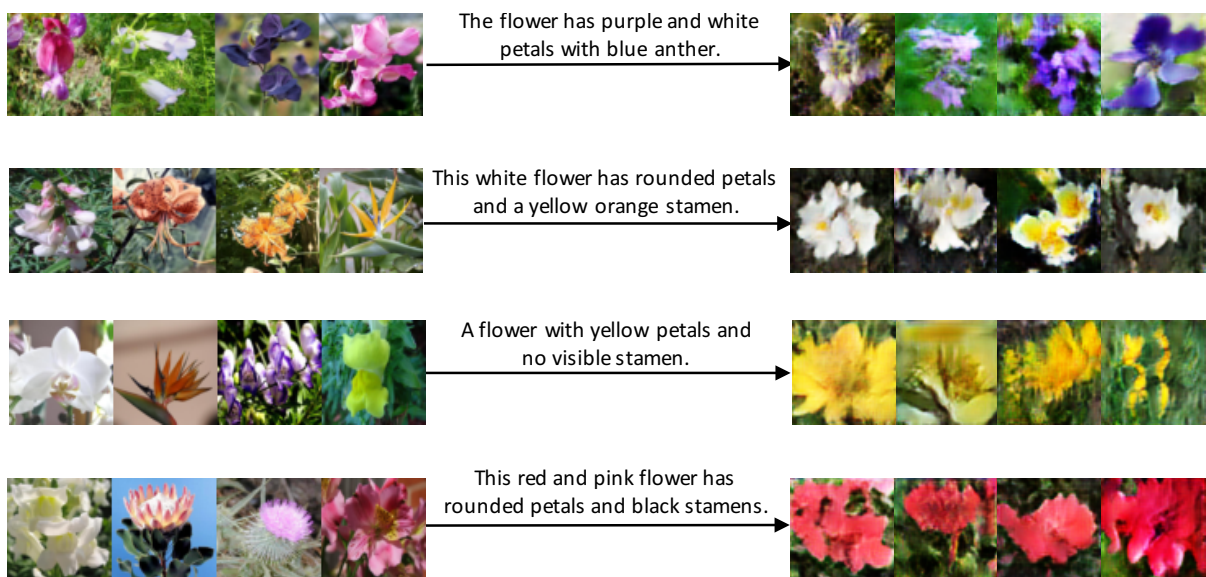 The flower has purple and white
petals with blue anther.
This white flower has rounded petals
and a yellow orange stamen.
A flower with yellow petals and
no visible stamen.
This red and pink flower has
rounded petals and black stamens.